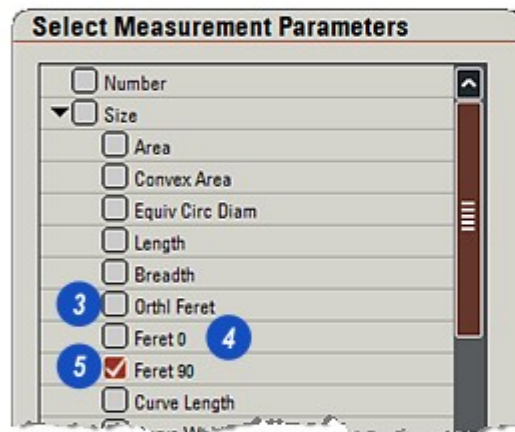 Select Measurement Parameters
Number
Size
Area
Convex Area
Equiv Circ Diam
Length
Breadth
3 Orthl Feret
Feret 0 4
5 Feret 90
Curve Length